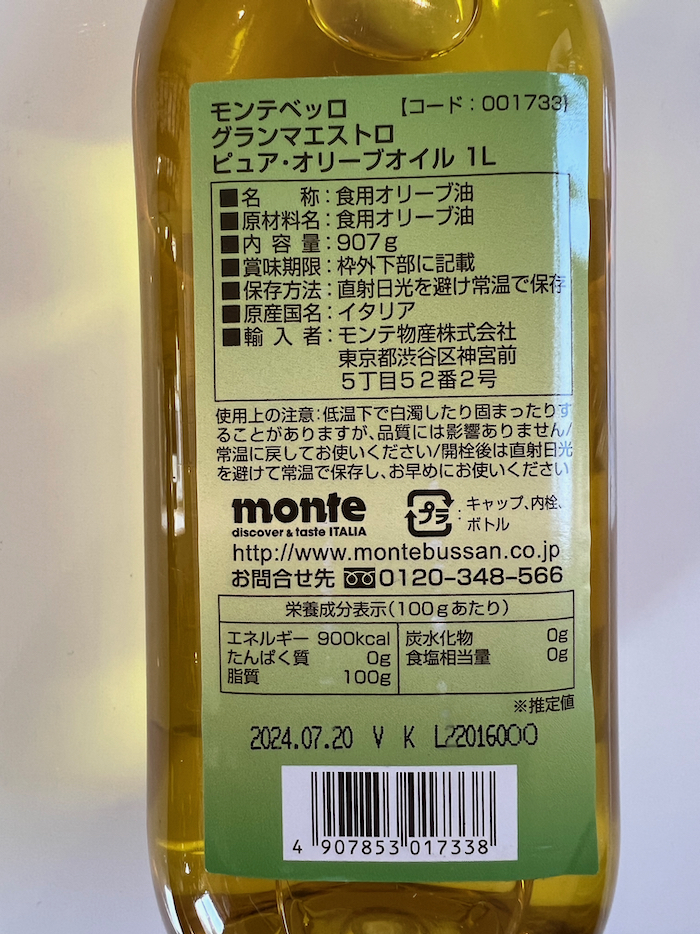 モンテベッロ 【コード:001733】
グランマエストロ
ピュア・オリーブオイル 1L
■名 称:食用オリーブ油
■原材料名:食用オリーブ油
■内 容 量:907g
■賞味期限:枠外下部に記載
■保存方法:直射日光を避け常温で保存
■原産国名:イタリア
■輸 入 者:モンテ物産株式会社
東京都渋谷区神宮前
5丁目52番2号
使用上の注意:低温下で白濁したり固まったりす
ることがありますが、品質には影響ありません/
常温に戻してお使いください/開栓後は直射日光
を避けて常温で保存し、お早めにお使いください
monte
discover & taste ITALIA
プラ :キャップ、内栓、
ボトル
http://www.montebussan.co.jp
お問合せ先 0120-348-566
栄養成分表示(100gあたり)
エネルギー 900kcal 炭水化物 0g
たんぱく質 0g 食塩相当量 0g
脂質 100g
※推定値
2024.07.20 V K L22016000
4 907853 017338